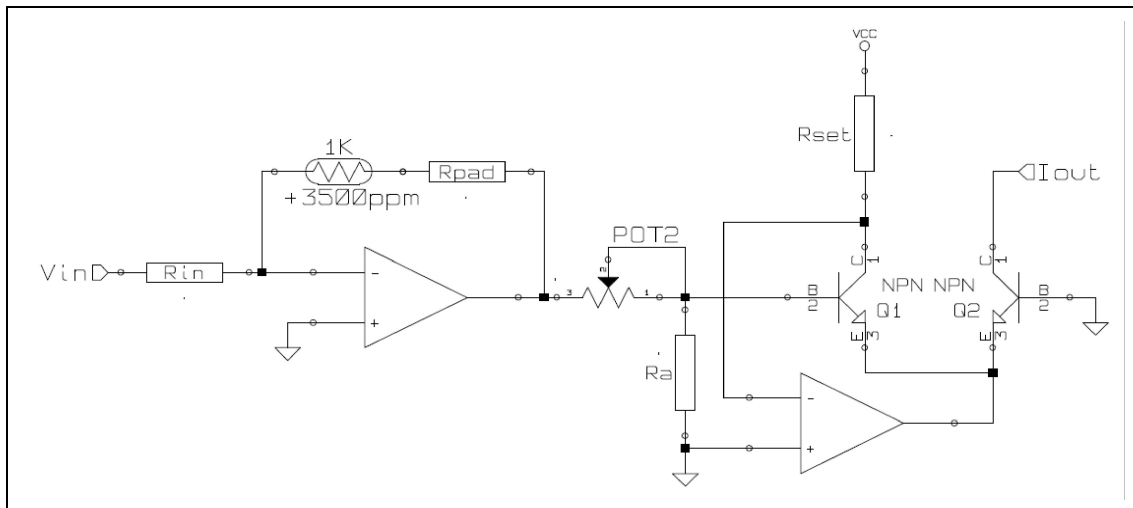 VCC
Rset
1K
Rpad
+3500ppm
Iout
POT2
Vin
Rin
-
+
2
3
1
C
1
C
1
B
2
NPN NPN
B
2
Q1
Q2
E
3
E
3
Ra
-
+